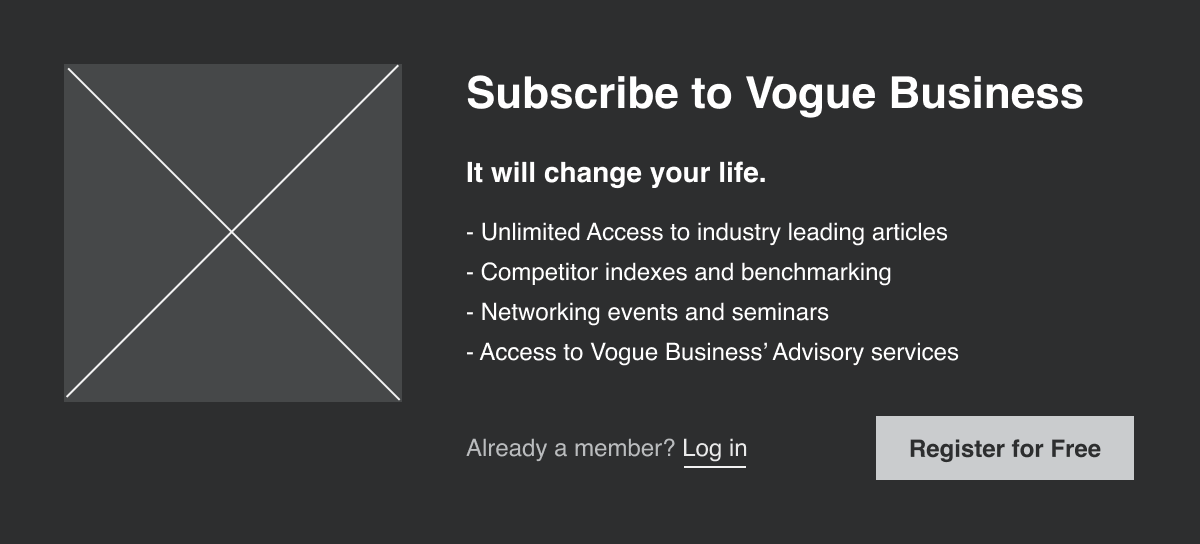 Subscribe to Vogue Business
It will change your life.
- Unlimited Access to industry leading articles
- Competitor indexes and benchmarking
- Networking events and seminars
- Access to Vogue Business’ Advisory services
Already a member? Log in
Register for Free